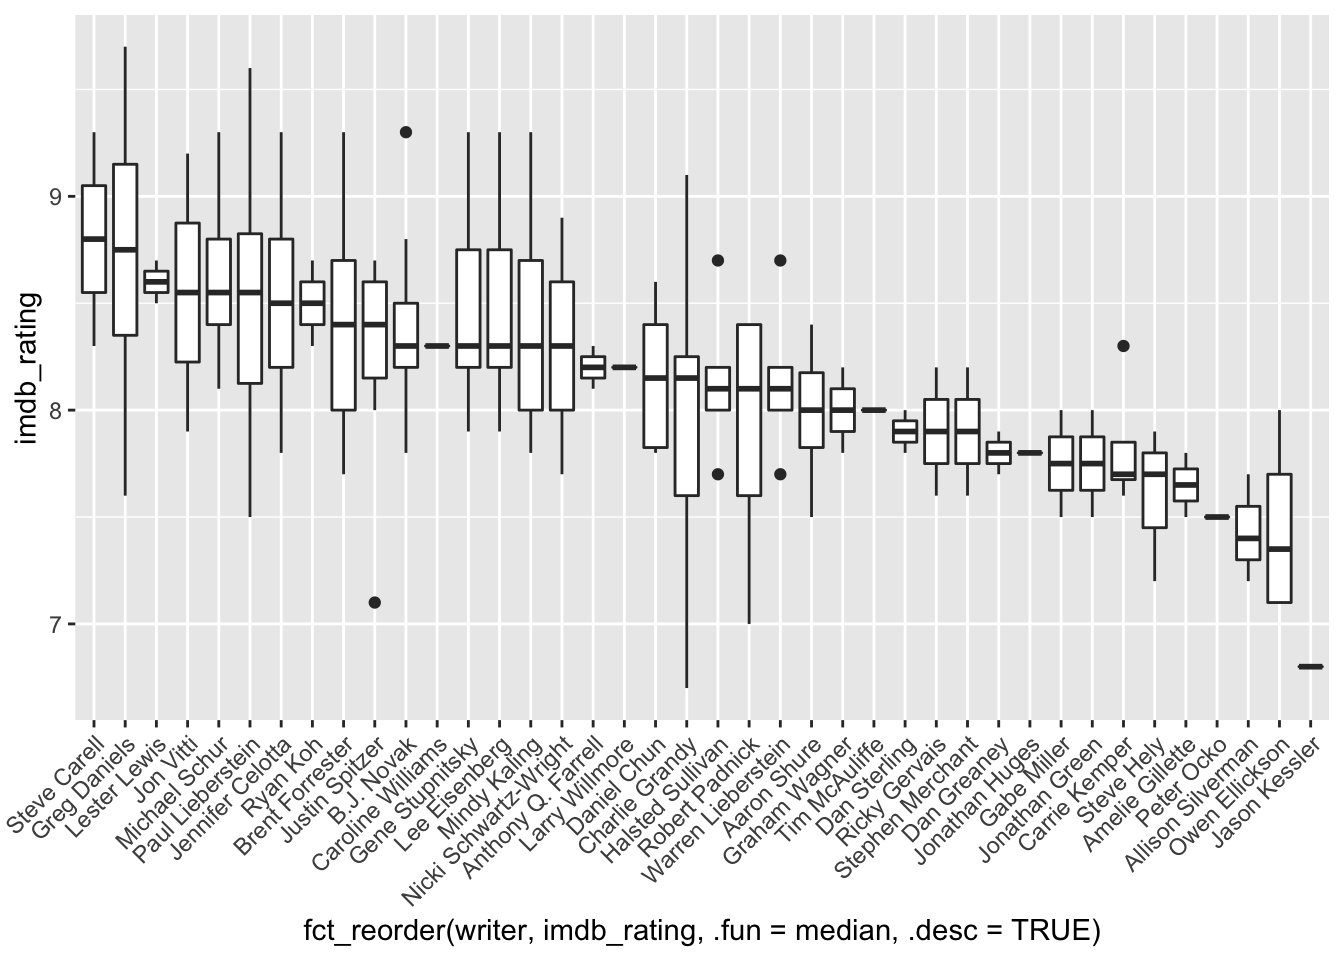 imdb_rating
9
8
7
Steve Carell
Greg Daniels
Lester Lewis
Jon Vitti
Michael Schur
Paul Lieberstein
Jennifer Celotta
Ryan Koh
Brent Forrester
Justin Spitzer
B.J. Novak
Caroline Williams
Gene Stupnitsky
Lee Eisenberg
Mindy Kaling
Nicki Schwartz-Wright
Anthony Q. Farrell
Larry Willmore
Daniel Chun
Charlie Grandy
Halsted Sullivan
Robert Padnick
Warren Lieberstein
Aaron Shure
Graham Wagner
Tim McAuliffe
Dan Sterling
Ricky Gervais
Stephen Merchant
Dan Greaney
Jonathan Huges
Gabe Miller
Jonathan Green
Carrie Kemper
Steve Hely
Amelie Gillette
Peter Ocko
Allison Silverman
Owen Ellickson
Jason Kessler
fct_reorder(writer, imdb_rating, .fun = median, .desc = TRUE)